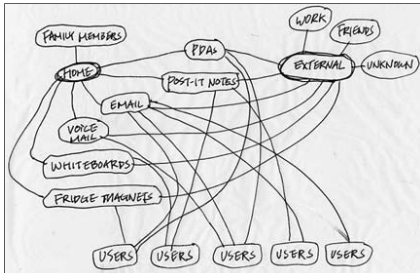 WORK
FRIENDS
FAMILY MEMBERS
PDAs
HOME
EXTERNAL
UNKNOWN
POST-IT NOTES
EMAIL
VOICE
MAIL
WHITEBOARDS
FRIDGE MAGNETS
USERS
USERS
USERS
USERS
USERS